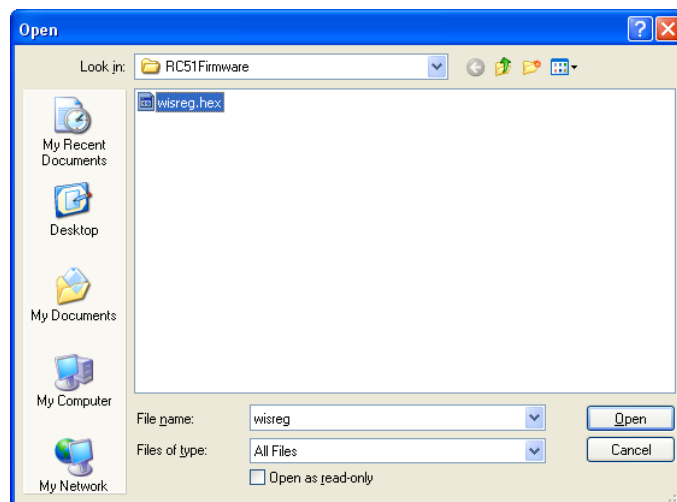 Open
Look in: RC51Firmware
wisreg.hex
My Recent
Documents
Desktop
My Documents
My Computer
My Network
File name: wisreg Open
Files of type: All Files Cancel
Open as read-only